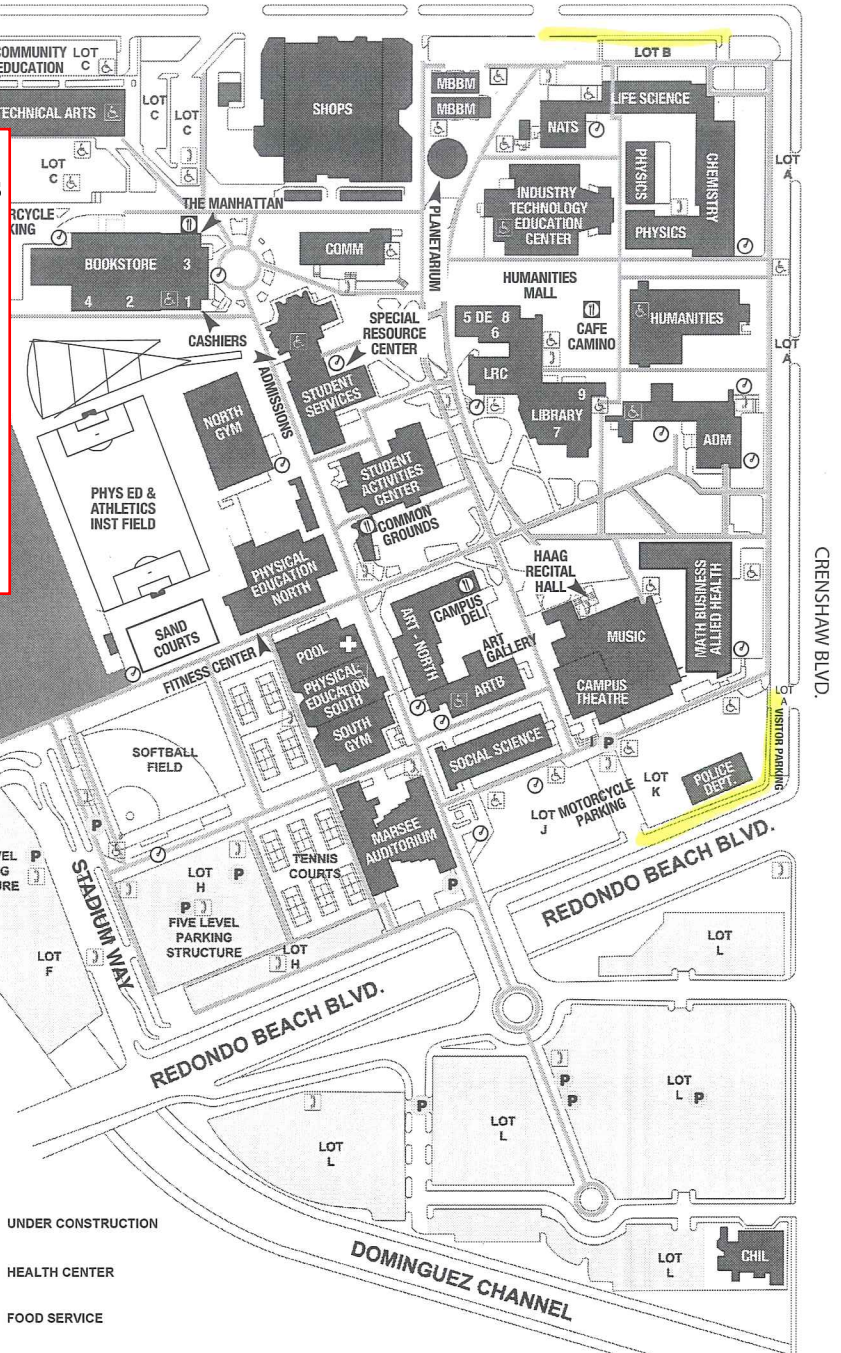 COMMUNITY
EDUCATION
LOT
C
LOT B
TECHNICAL ARTS
LOT
C
LOT
C
SHOPS
MBBM
MBBM
NATS
LIFE SCIENCE
PHYSICS
CHEMISTRY
LOT
A
LOT
C
THE MANHATTAN
PLANETARIUM
INDUSTRY
TECHNOLOGY
EDUCATION
CENTER
PHYSICS
BOOKSTORE 3
4 2 1
COMM
HUMANITIES
MALL
CASHIERS
SPECIAL
RESOURCE
CENTER
5 DE 8
6
CAFE
CAMINO
HUMANITIES
LOT
A
ADMISSIONS
STUDENT
SERVICES
LRC
9
LIBRARY
7
ADM
NORTH
GYM
STUDENT
ACTIVITIES
CENTER
PHYS ED &
ATHLETICS
INST FIELD
COMMON
GROUNDS
PHYSICAL
EDUCATION
NORTH
HAAG
RECITAL
HALL
CRENSHAW BLVD.
MATH BUSINESS
ALLIED HEALTH
CAMPUS
DELI
ART - NORTH
ART
GALLERY
MUSIC
SAND
COURTS
FITNESS CENTER
POOL
PHYSICAL
EDUCATION
SOUTH
SOUTH
GYM
ARTB
CAMPUS
THEATRE
LOT
A
VISITOR PARKING
SOFTBALL
FIELD
SOCIAL SCIENCE
P
LOT
K
POLICE
DEPT.
LOT
J
MOTORCYCLE
PARKING
MARSEE
AUDITORIUM
REDONDO BEACH BLVD.
P
P
STADIUM WAY
LOT
H
P
P
TENNIS
COURTS
P
FIVE LEVEL
PARKING
STRUCTURE
LOT
F
LOT
H
LOT
L
REDONDO BEACH BLVD.
P
P
P
LOT
L
P
LOT
L
LOT
L
UNDER CONSTRUCTION
DOMINGUEZ CHANNEL
LOT
L
CHIL
HEALTH CENTER
FOOD SERVICE